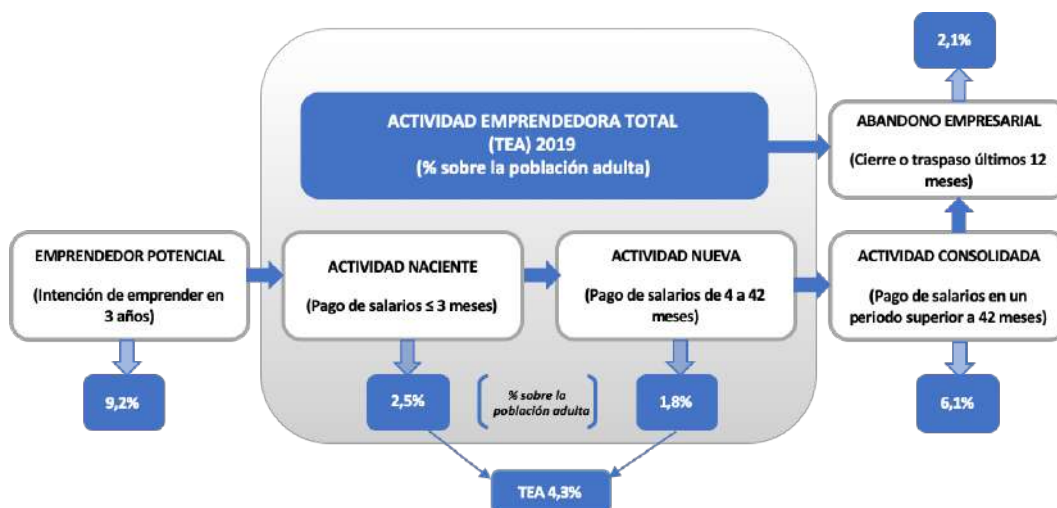 2,1%
ACTIVIDAD EMPRENDEDORA TOTAL
(TEA) 2019
(% sobre la población adulta)
ABANDONO EMPRESARIAL
(Cierre o traspaso últimos 12
meses)
EMPRENDEDOR POTENCIAL
(Intención de emprender en
3 años)
ACTIVIDAD NACIENTE
(Pago de salarios ≤ 3 meses)
ACTIVIDAD NUEVA
(Pago de salarios de 4 a 42
meses)
ACTIVIDAD CONSOLIDADA
(Pago de salarios en un
periodo superior a 42 meses)
9,2%
2,5%
% sobre la
población adulta
1,8%
6,1%
TEA 4,3%